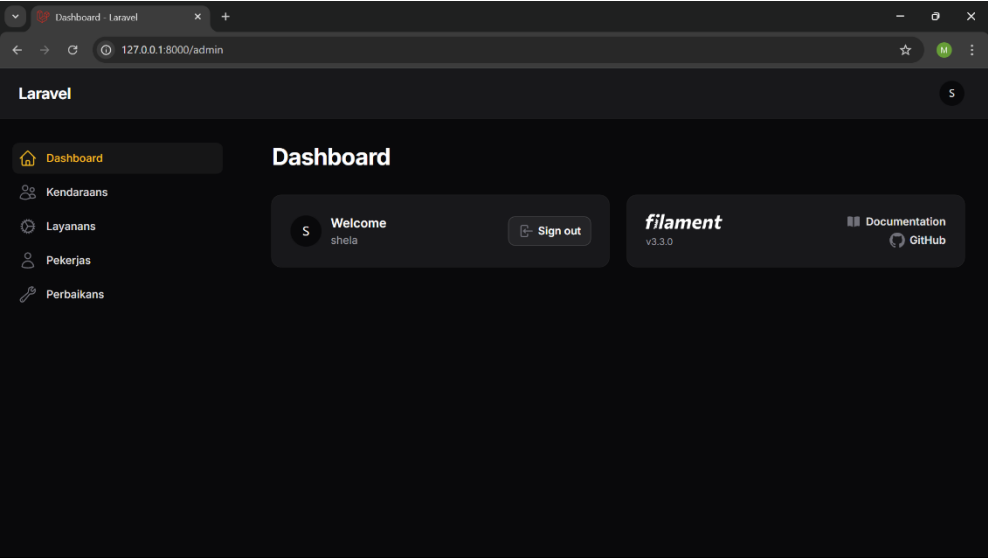 Dashboard - Laravel
127.0.0.1:8000/admin
M
Laravel
S
Dashboard
Kendaraans
Layanans
Pekerjas
Perbaikans
Dashboard
S
Welcome
shela
Sign out
filament
v3.3.0
Documentation
GitHub